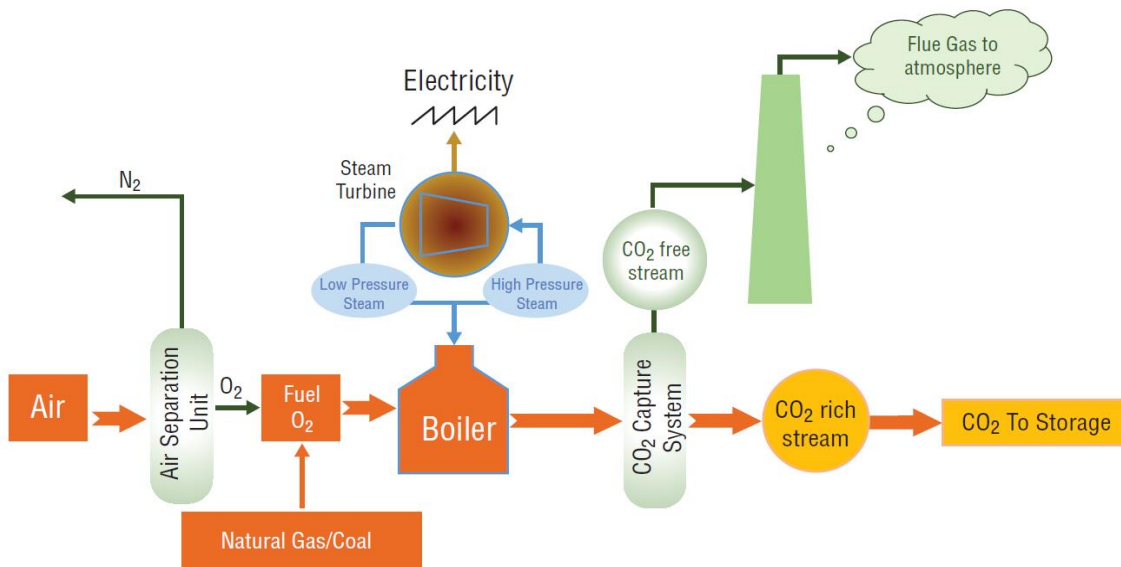 Flue Gas to
atmosphere
Electricity
Steam
Turbine
N₂
CO₂ free
stream
Low Pressure
Steam
High Pressure
Steam
Air
Air Separation
Unit
O₂
Fuel
O₂
Boiler
CO₂ Capture
System
CO₂ rich
stream
CO₂ To Storage
Natural Gas/Coal